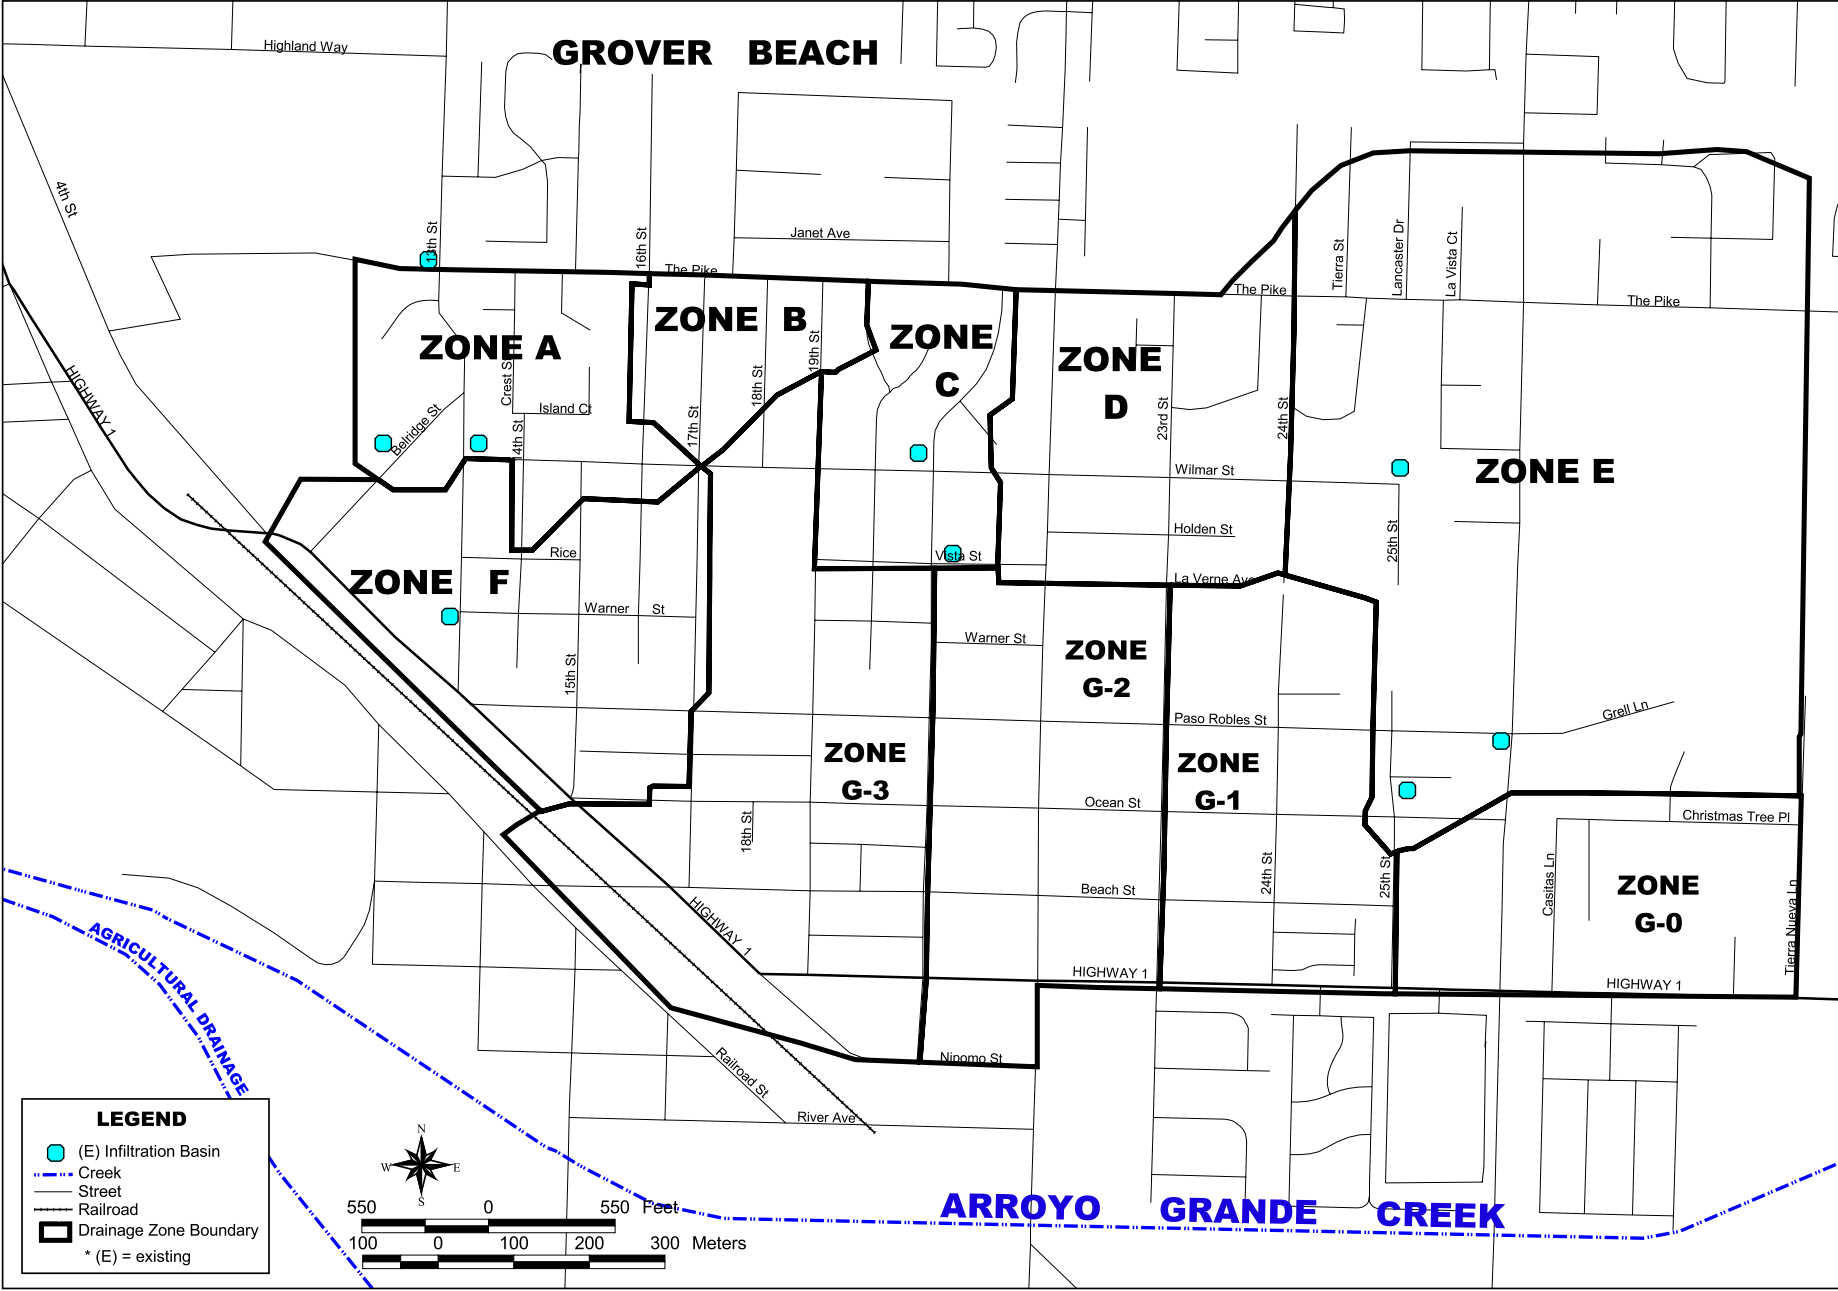 GROVER BEACH
Highland Way
4th St
13th St
16th St
Janet Ave
The Pike
Tierra St
Lancaster Dr
La Vista Ct
The Pike
The Pike
ZONE A
ZONE B
ZONE
C
ZONE
D
HIGHWAY 1
Crest St
Island Ct
Belridge St
14th St
17th St
18th St
19th St
23rd St
24th St
Wilmar St
ZONE E
Holden St
25th St
Rice
Vista St
La Verne Ave
ZONE F
Warner St
15th St
Warner St
ZONE
G-2
Paso Robles St
Grell Ln
ZONE
G-3
ZONE
G-1
Ocean St
18th St
Christmas Tree Pl
24th St
25th St
Casitas Ln
ZONE
G-0
Tierra Nueva Ln
Beach St
HIGHWAY 1
HIGHWAY 1
HIGHWAY 1
AGRICULTURAL DRAINAGE
Nipomo St
Railroad St
River Ave
ARROYO GRANDE CREEK
LEGEND
(E) Infiltration Basin
Creek
Street
Railroad
Drainage Zone Boundary
* (E) = existing
N
W E
S
550 0 550 Feet
100 0 100 200 300 Meters